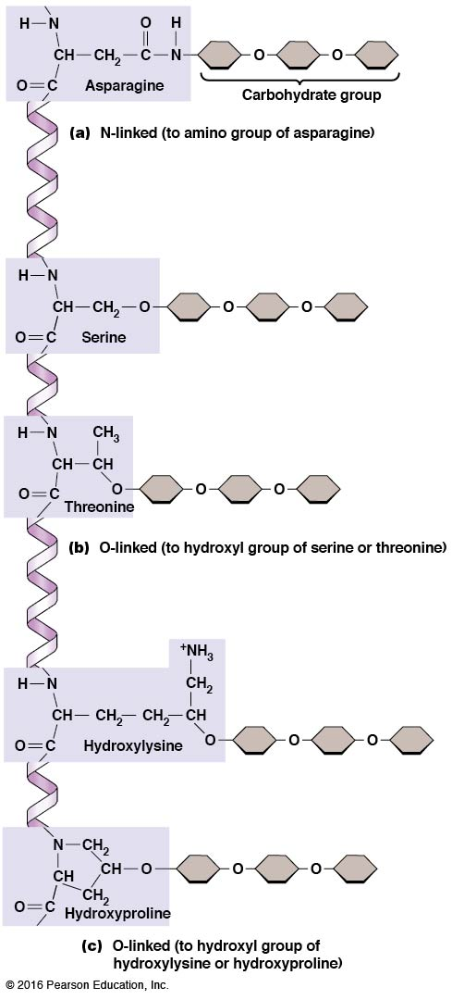 H—N O H
CH—CH₂—C—N—O—O
O=C Asparagine
Carbohydrate group
(a) N-linked (to amino group of asparagine)
H—N
CH—CH₂—O—O—O
O=C Serine
H—N CH₃
CH—CH
O=C O—O—O
Threonine
(b) O-linked (to hydroxyl group of serine or threonine)
⁺NH₃
H—N CH₂
CH—CH₂—CH₂—CH
O=C Hydroxylysine O—O—O
N—CH₂
CH CH—O—O—O
CH₂
O=C Hydroxyproline
(c) O-linked (to hydroxyl group of
hydroxylysine or hydroxyproline)
© 2016 Pearson Education, Inc.